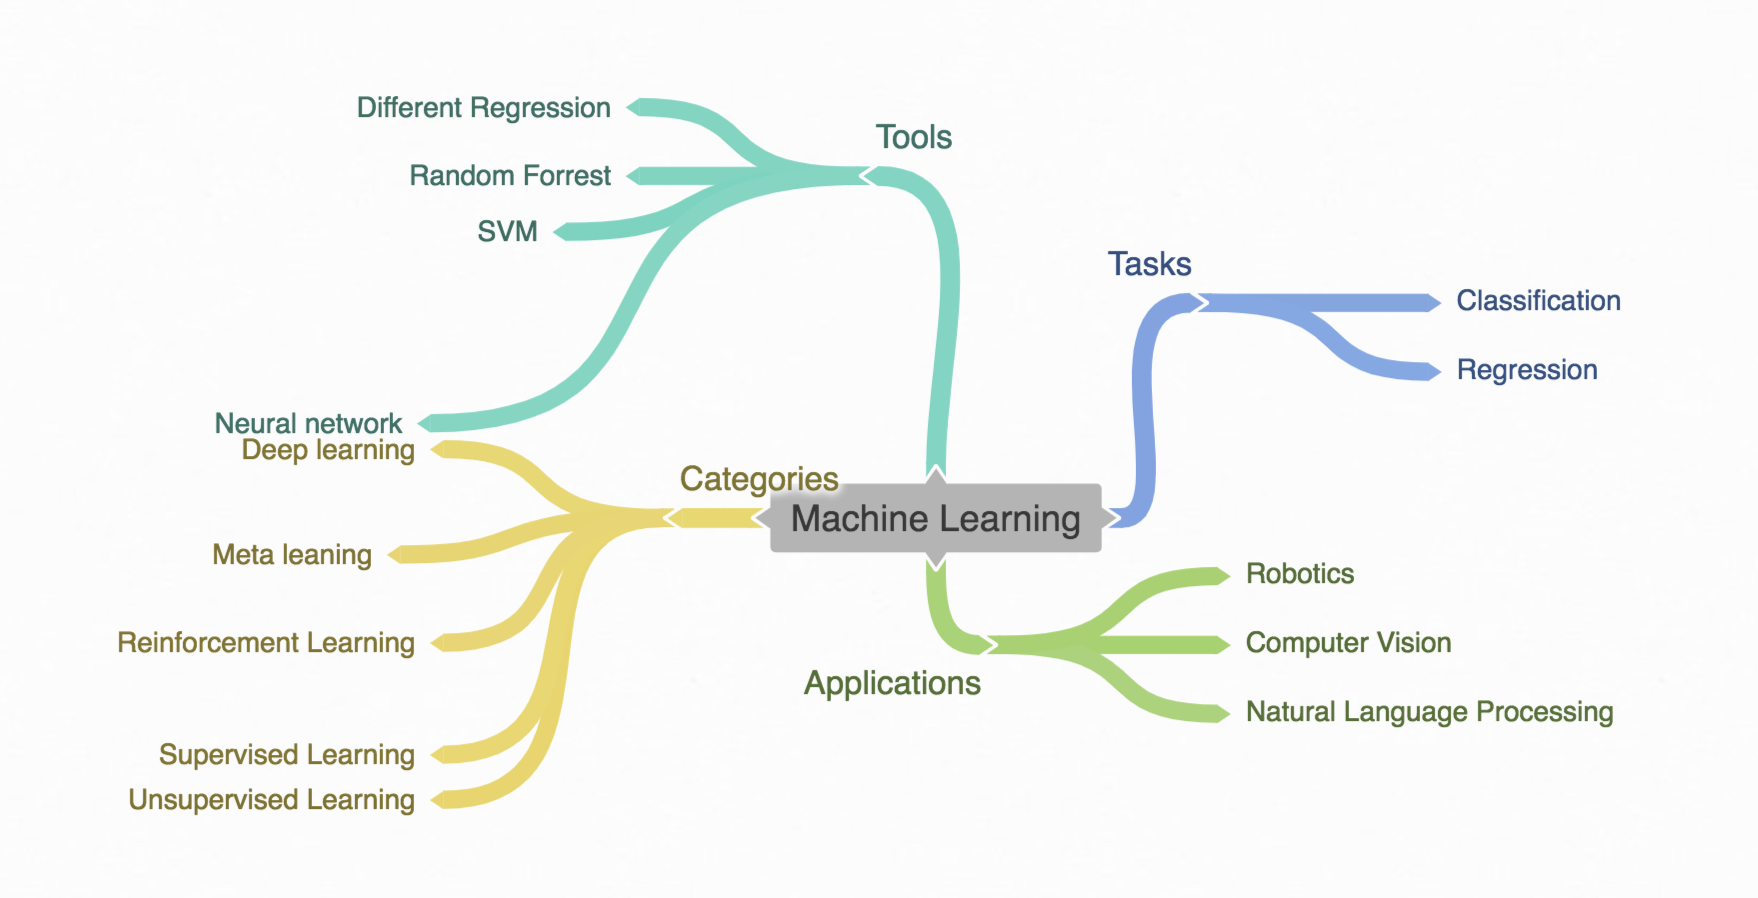 Different Regression
Tools
Random Forrest
SVM
Tasks
Classification
Regression
Neural network
Deep learning
Categories
Machine Learning
Meta leaning
Robotics
Reinforcement Learning
Computer Vision
Applications
Natural Language Processing
Supervised Learning
Unsupervised Learning